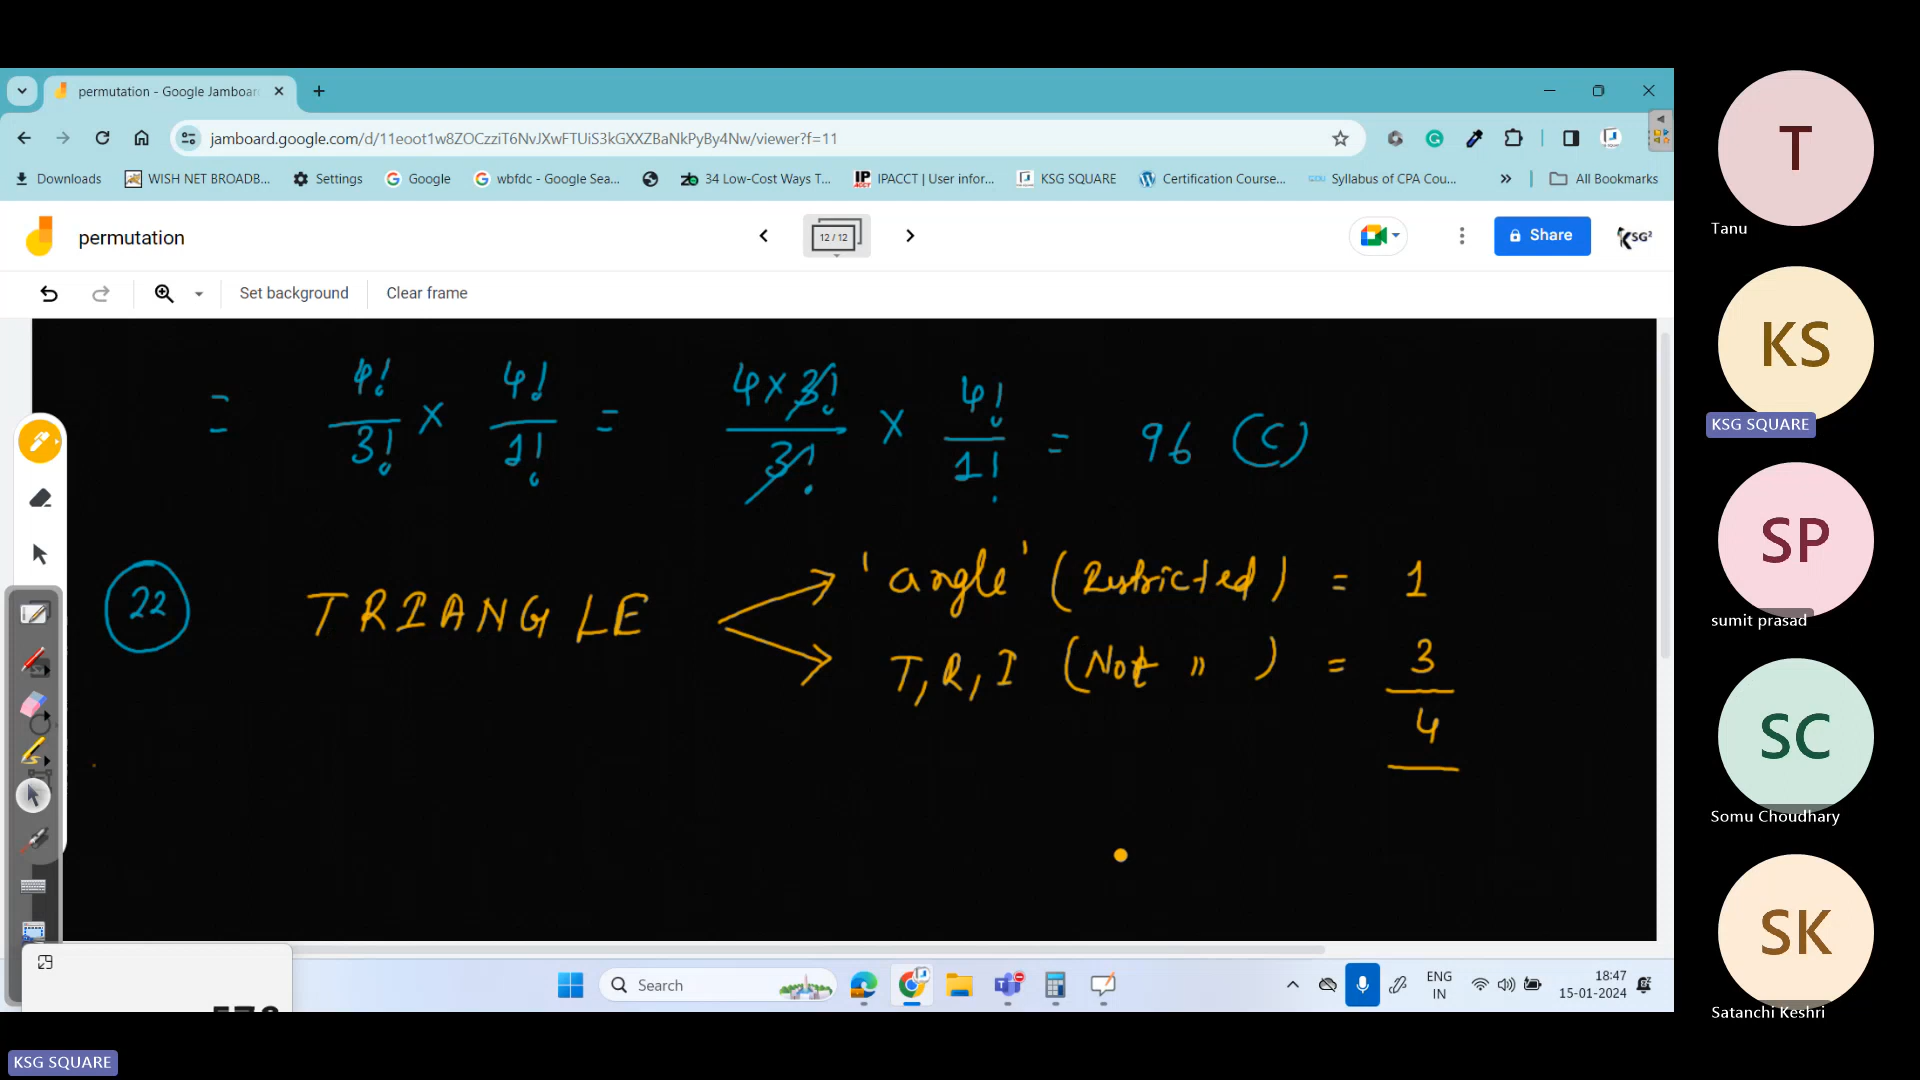 permutation - Google Jamboar
jamboard.google.com/d/11eoot1w8ZOCzziT6NvJXwFTUiS3kGXXZBaNkPyBy4Nw/viewer?f=11
Downloads WISH NET BROADB... Settings Google wbfdc - Google Sea... 34 Low-Cost Ways T... IPACCT | User infor... KSG SQUARE Certification Course... Syllabus of CPA Cou... » All Bookmarks
permutation
12 / 12
Share
KSG²
Set background Clear frame
= 4!/3! × 4!/1! = 4×3!/3! × 4!/1! = 96 (C)
22 TRIANGLE
'angle' (Restricted) = 1
T, R, I (Not " ) = 3
4
Search
ENG
IN
18:47
15-01-2024
T
Tanu
KS
KSG SQUARE
SP
sumit prasad
SC
Somu Choudhary
SK
Satanchi Keshri
KSG SQUARE